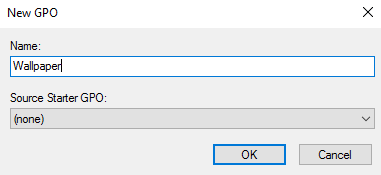 New GPO
Name:
Wallpaper
Source Starter GPO:
(none)
OK Cancel